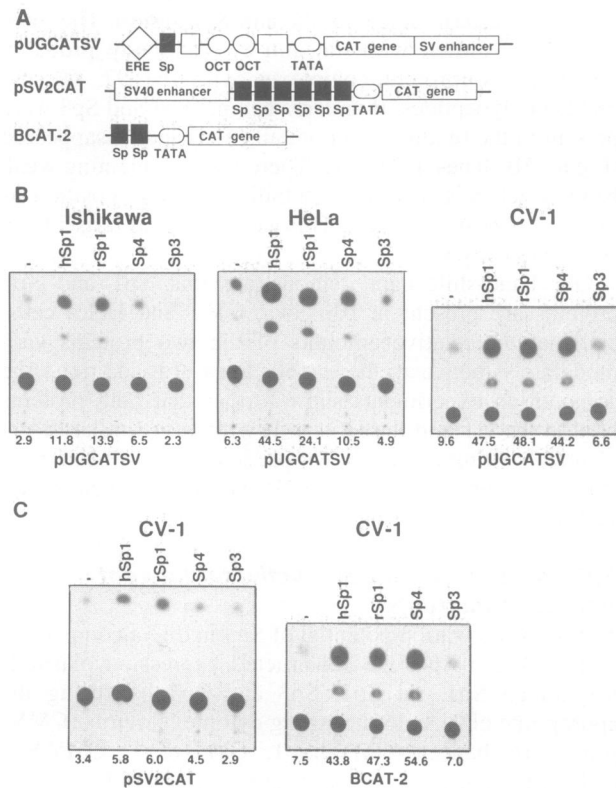 A
pUGCATSV
CAT gene SV enhancer
ERE Sp OCT OCT TATA
pSV2CAT
SV40 enhancer CAT gene
Sp Sp Sp Sp Sp Sp TATA
BCAT-2
CAT gene
Sp Sp TATA
B
Ishikawa HeLa CV-1
- hSp1 rSp1 Sp4 Sp3
- hSp1 rSp1 Sp4 Sp3
- hSp1 rSp1 Sp4 Sp3
2.9 11.8 13.9 6.5 2.3
6.3 44.5 24.1 10.5 4.9
9.6 47.5 48.1 44.2 6.6
pUGCATSV pUGCATSV pUGCATSV
C
CV-1 CV-1
- hSp1 rSp1 Sp4 Sp3
- hSp1 rSp1 Sp4 Sp3
3.4 5.8 6.0 4.5 2.9
7.5 43.8 47.3 54.6 7.0
pSV2CAT BCAT-2